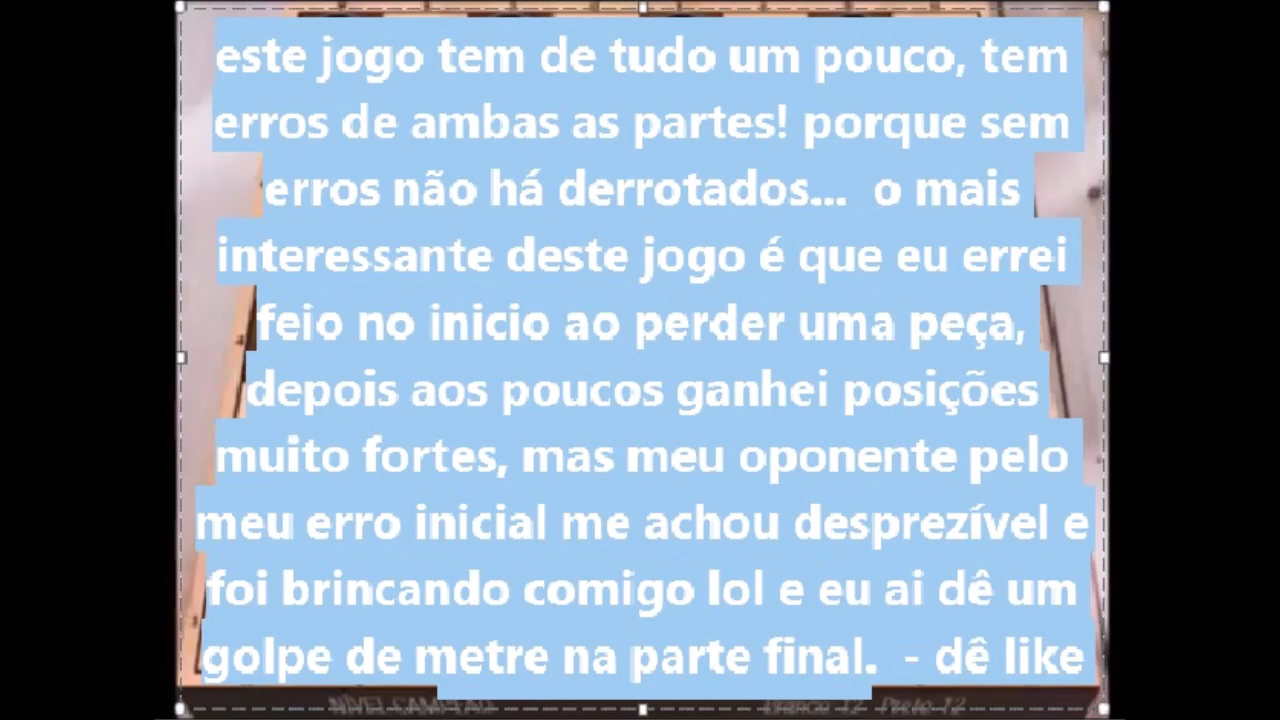 este jogo tem de tudo um pouco, tem
erros de ambas as partes! porque sem
erros não há derrotados... o mais
interessante deste jogo é que eu errei
feio no inicio ao perder uma peça,
depois aos poucos ganhei posições
muito fortes, mas meu oponente pelo
meu erro inicial me achou desprezível e
foi brincando comigo lol e eu ai dê um
golpe de metre na parte final. - dê like